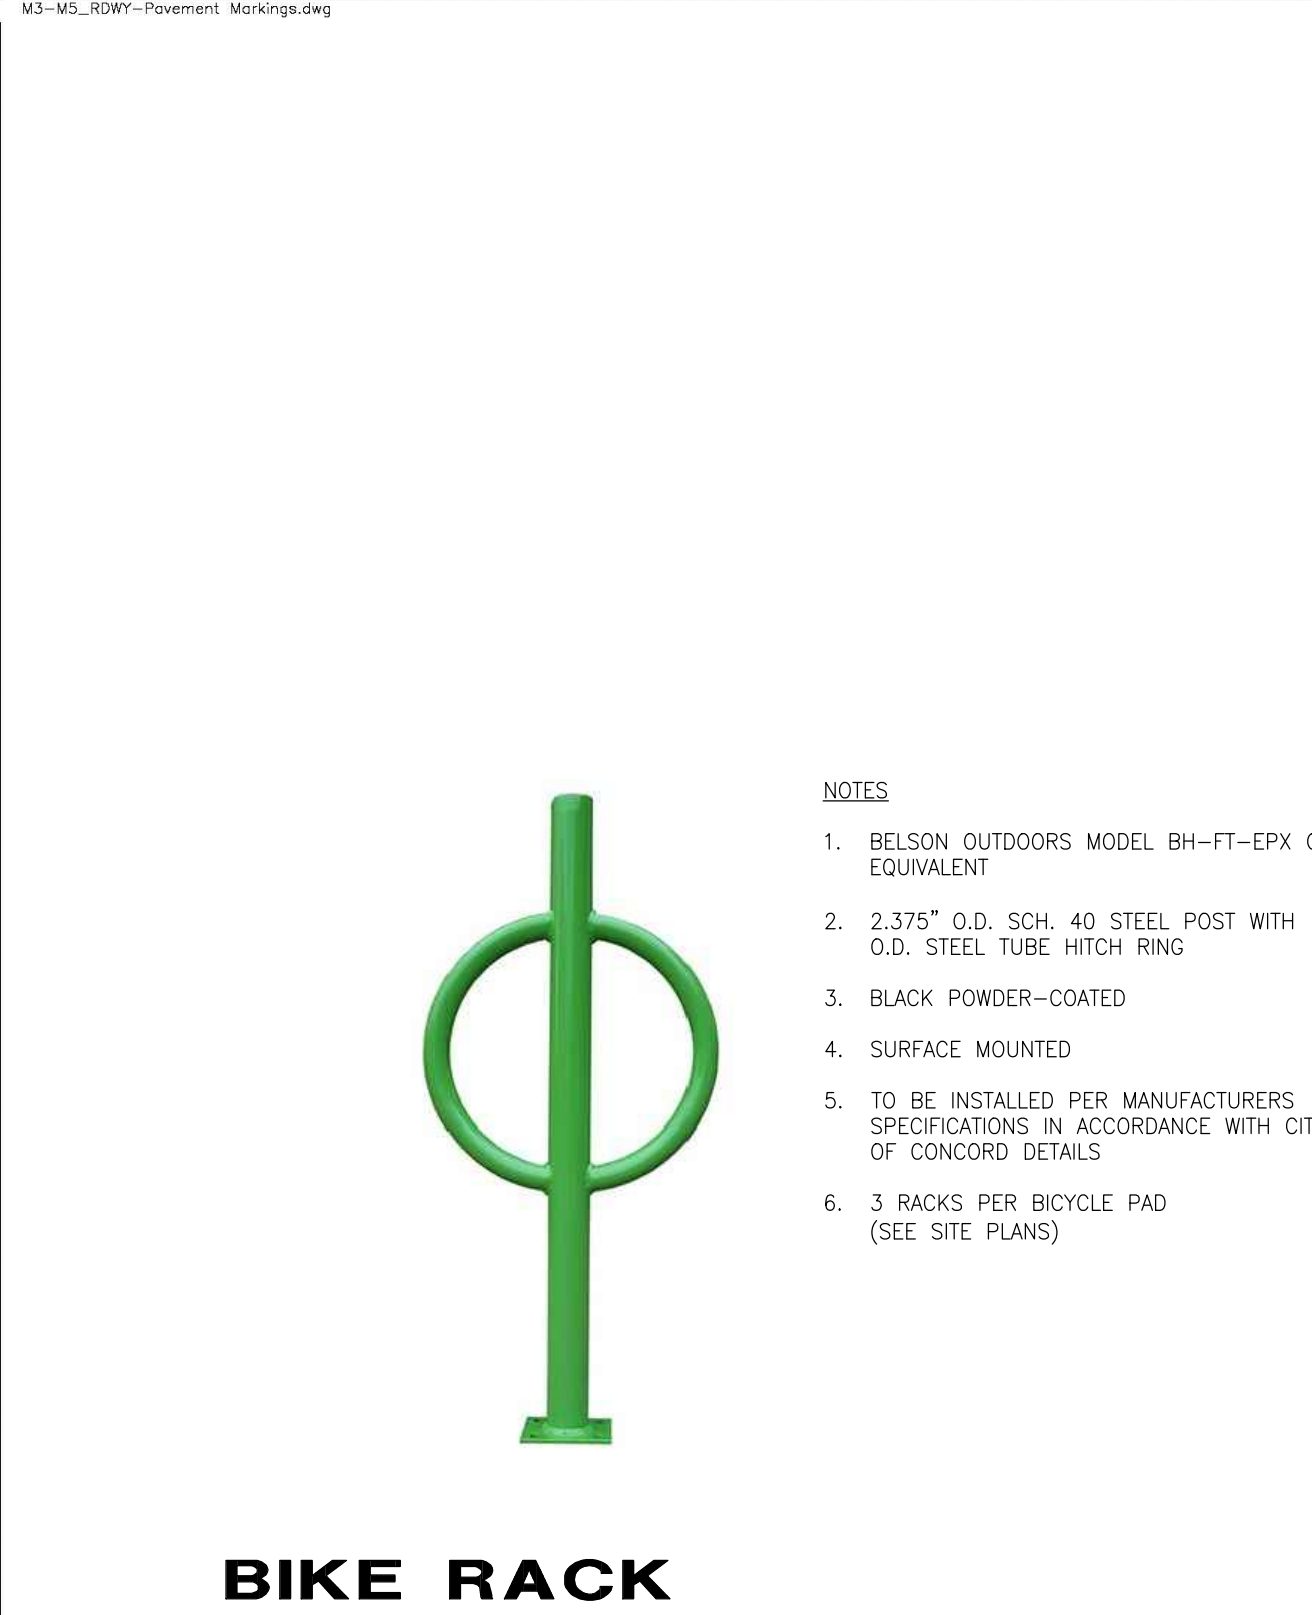 M3-M5_RDWY-Pavement Markings.dwg
NOTES
1. BELSON OUTDOORS MODEL BH-FT-EPX
EQUIVALENT
2. 2.375" O.D. SCH. 40 STEEL POST WITH
O.D. STEEL TUBE HITCH RING
3. BLACK POWDER-COATED
4. SURFACE MOUNTED
5. TO BE INSTALLED PER MANUFACTURERS
SPECIFICATIONS IN ACCORDANCE WITH
OF CONCORD DETAILS
6. 3 RACKS PER BICYCLE PAD
(SEE SITE PLANS)
BIKE RACK